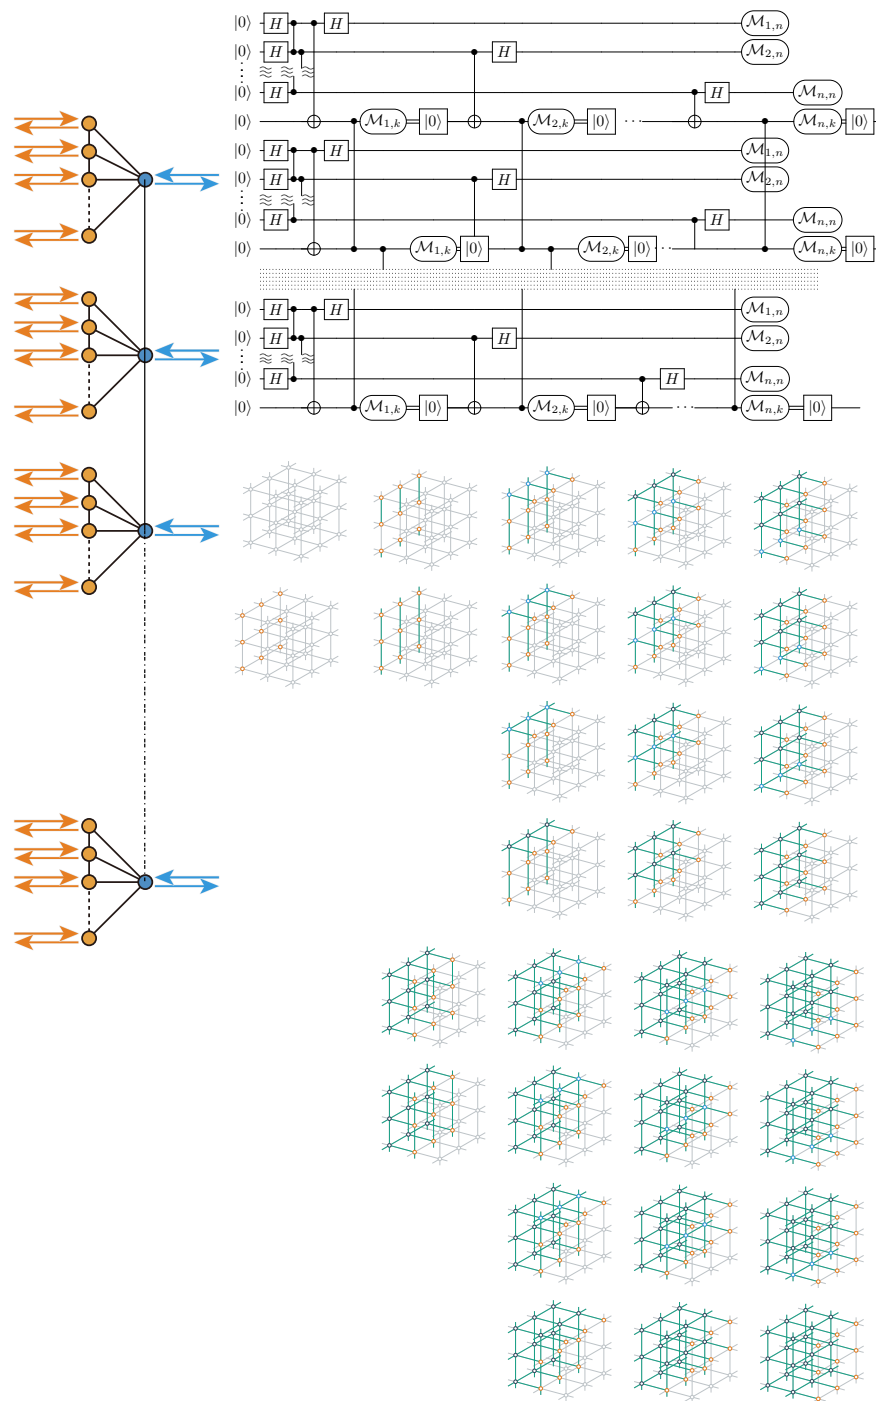 |0⟩ H H M₁,ₙ
|0⟩ H H M₂,ₙ
⋮
|0⟩ H H Mₙ,ₙ
|0⟩ M₁,ₖ |0⟩ M₂,ₖ |0⟩ ⋯ Mₙ,ₖ |0⟩
|0⟩ H H M₁,ₙ
|0⟩ H H M₂,ₙ
⋮
|0⟩ H H Mₙ,ₙ
|0⟩ M₁,ₖ |0⟩ M₂,ₖ |0⟩ ⋯ Mₙ,ₖ |0⟩
|0⟩ H H M₁,ₙ
|0⟩ H H M₂,ₙ
⋮
|0⟩ H H Mₙ,ₙ
|0⟩ M₁,ₖ |0⟩ M₂,ₖ |0⟩ ⋯ Mₙ,ₖ |0⟩